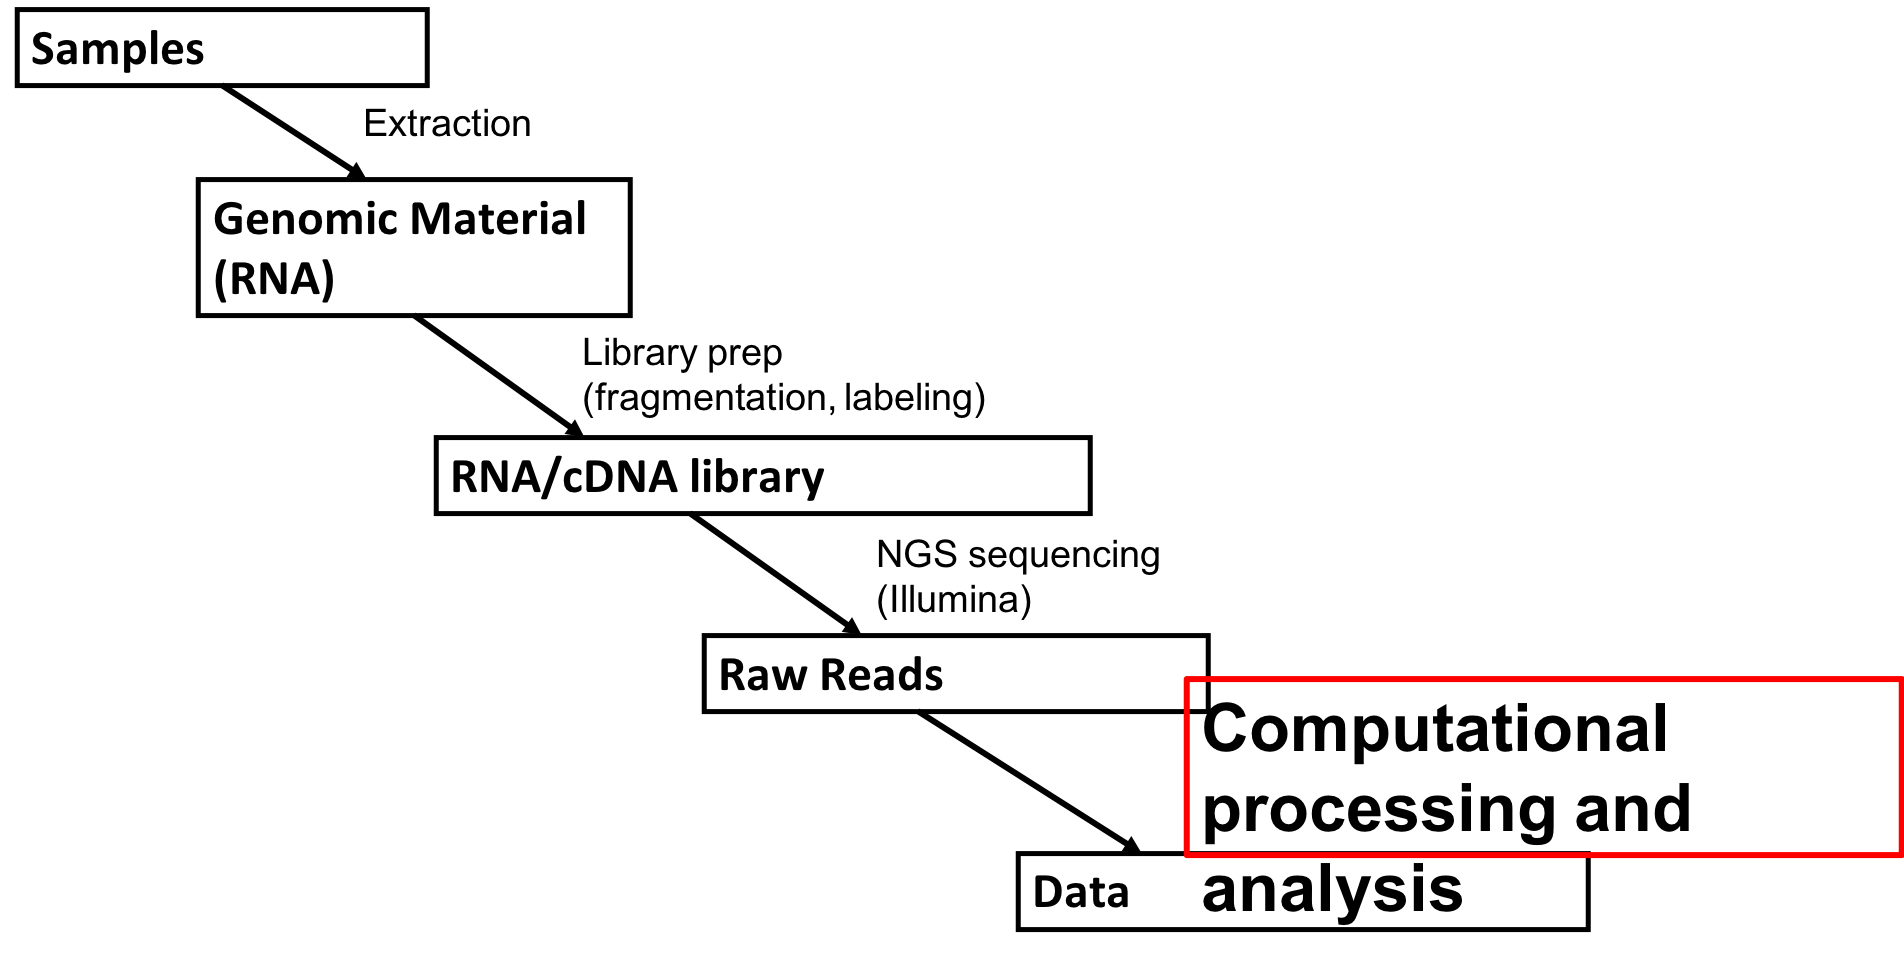 Samples
Extraction
Genomic Material
(RNA)
Library prep
(fragmentation, labeling)
RNA/cDNA library
NGS sequencing
(Illumina)
Raw Reads
Computational
processing and
analysis
Data